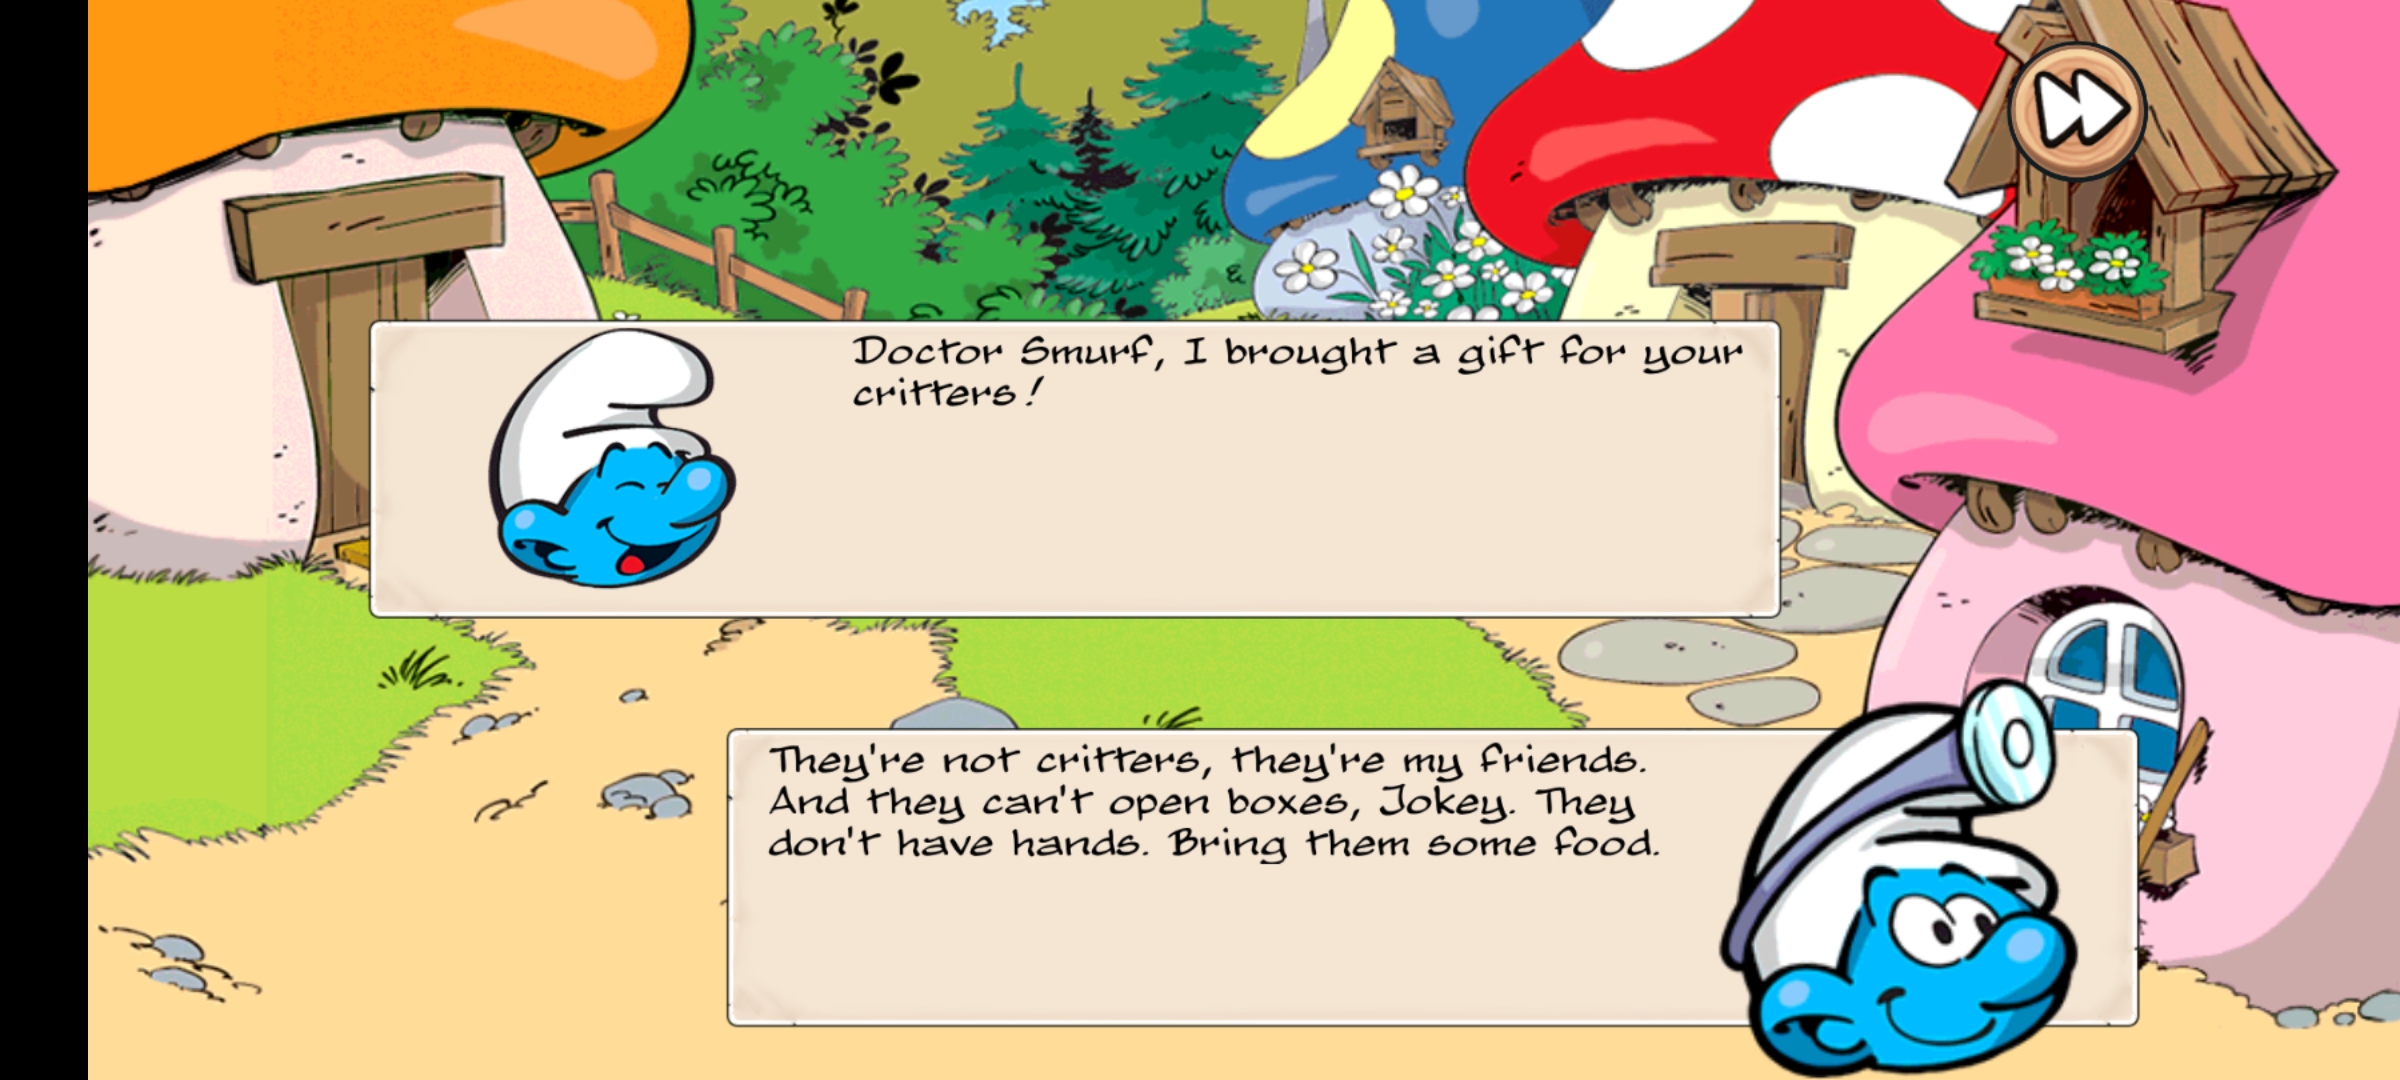 Doctor Smurf, I brought a gift for your
critters!
They're not critters, they're my friends.
And they can't open boxes, Jokey. They
don't have hands. Bring them some food.